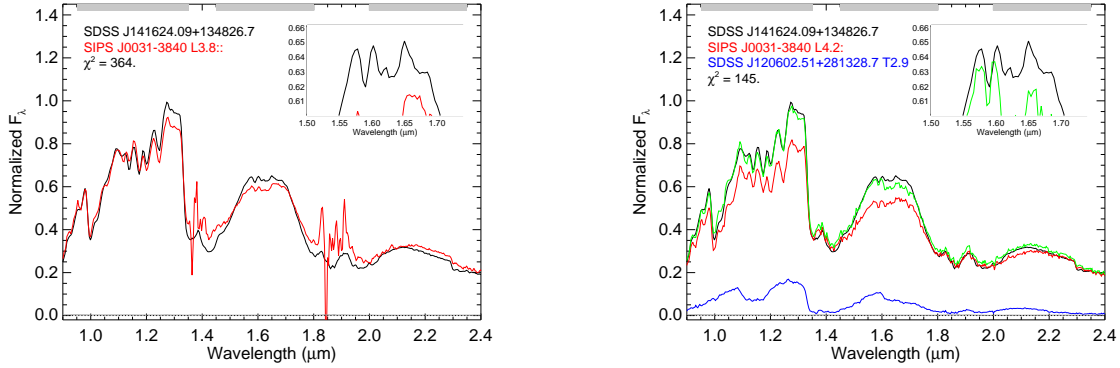 SDSS J141624.09+134826.7
SIPS J0031-3840 L3.8::
χ² = 364.
0.66
0.65
0.64
0.63
0.62
0.61
1.50 1.55 1.60 1.65 1.70
Wavelength (μm)
1.4
1.2
1.0
0.8
0.6
0.4
0.2
0.0
Normalized Fλ
1.0 1.2 1.4 1.6 1.8 2.0 2.2 2.4
Wavelength (μm)
SDSS J141624.09+134826.7
SIPS J0031-3840 L4.2:
SDSS J120602.51+281328.7 T2.9
χ² = 145.
0.66
0.65
0.64
0.63
0.62
0.61
1.50 1.55 1.60 1.65 1.70
Wavelength (μm)
1.4
1.2
1.0
0.8
0.6
0.4
0.2
0.0
Normalized Fλ
1.0 1.2 1.4 1.6 1.8 2.0 2.2 2.4
Wavelength (μm)